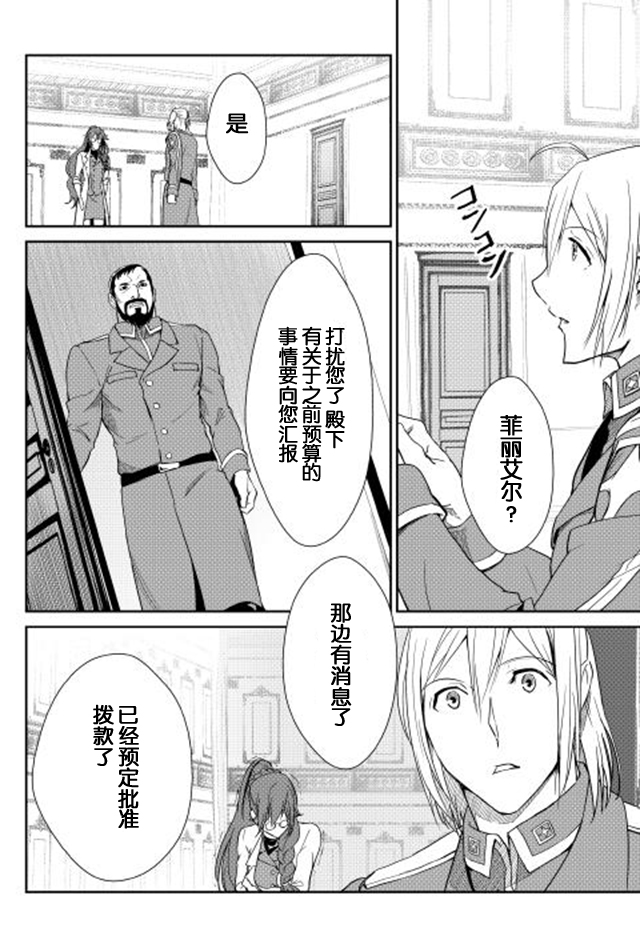 コンコン
菲丽艾尔？
是
打扰您了 殿下
有关于之前预算的
事情要向您汇报
那边有消息了
已经预定批准
拨款了